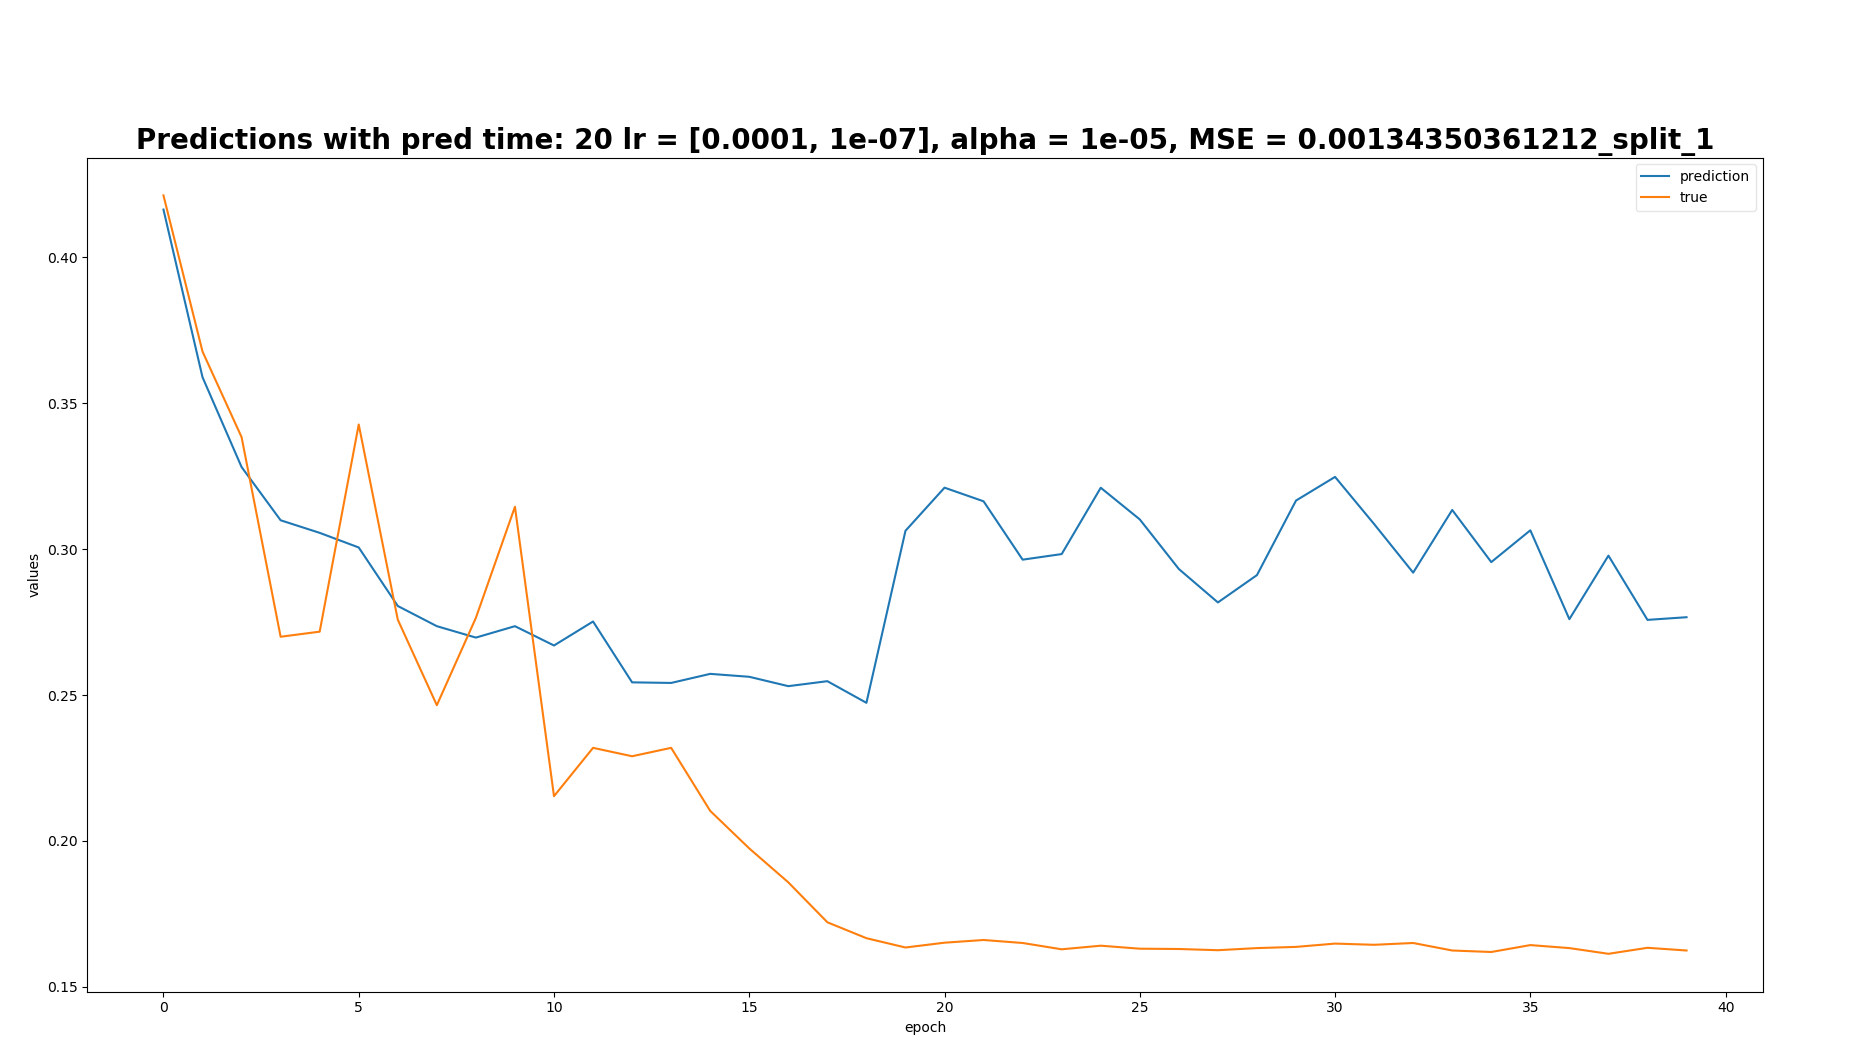 Predictions with pred time: 20 lr = [0.0001, 1e-07], alpha = 1e-05, MSE = 0.00134350361212_split_1
prediction
true
0.40
0.35
0.30
0.25
0.20
0.15
values
0 5 10 15 20 25 30 35 40
epoch